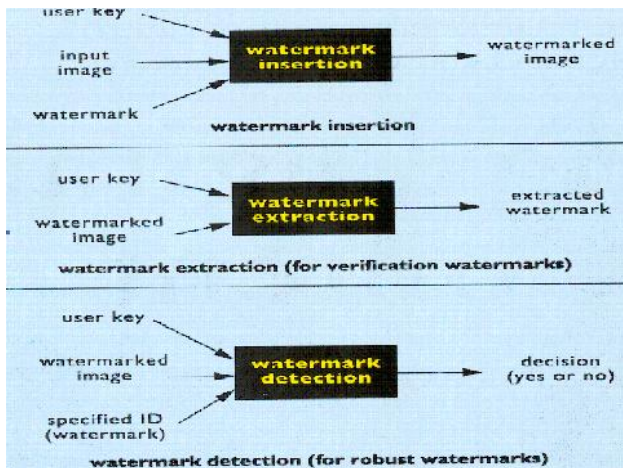 user key
input
image
watermark
watermark
insertion
watermarked
image
watermark insertion
user key
watermarked
image
watermark
extraction
extracted
watermark
watermark extraction (for verification watermarks)
user key
watermarked
image
specified ID
(watermark)
watermark
detection
decision
(yes or no)
watermark detection (for robust watermarks)